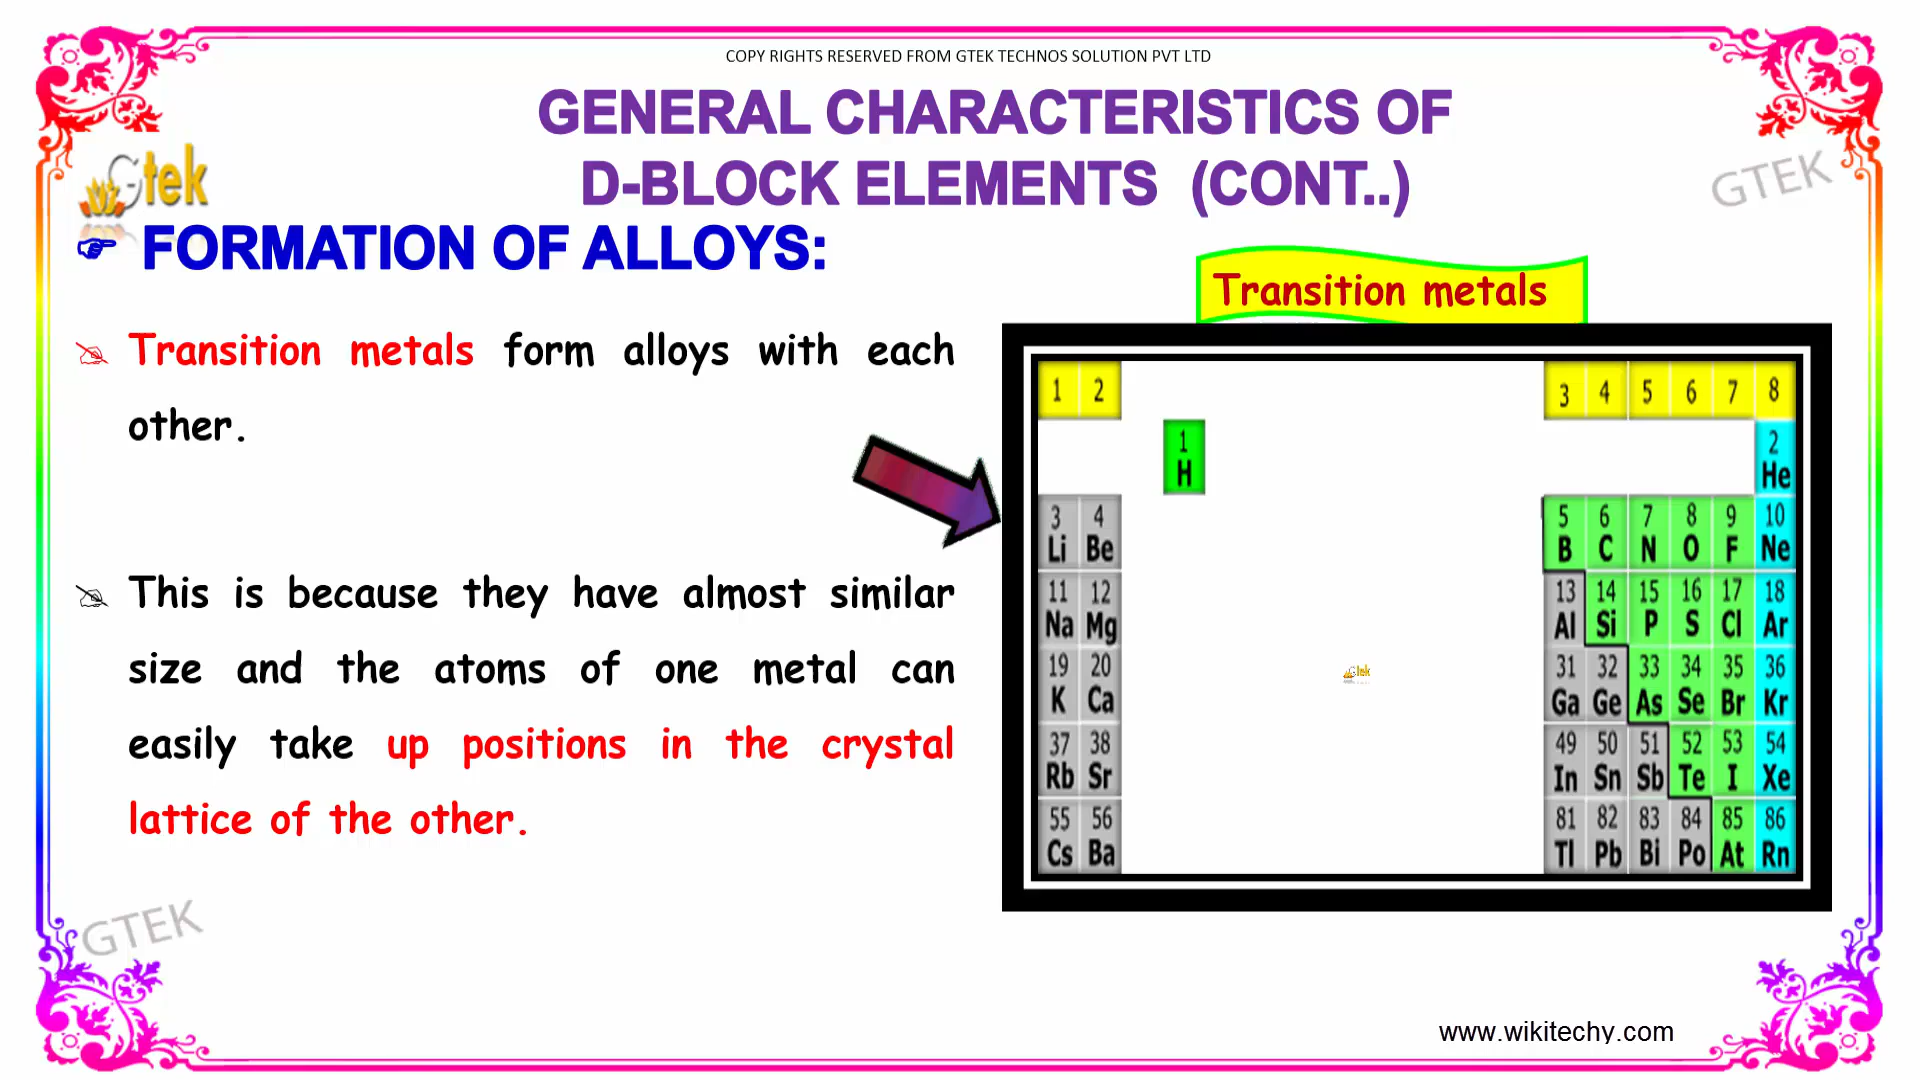 COPY RIGHTS RESERVED FROM GTEK TECHNOS SOLUTION PVT LTD
GENERAL CHARACTERISTICS OF
D-BLOCK ELEMENTS (CONT..)
Gtek
GTEK
FORMATION OF ALLOYS:
Transition metals
Transition metals form alloys with each
other.
This is because they have almost similar
size and the atoms of one metal can
easily take up positions in the crystal
lattice of the other.
1 2 3 4 5 6 7 8
1 2
H He
3 4 5 6 7 8 9 10
Li Be B C N O F Ne
11 12 13 14 15 16 17 18
Na Mg Al Si P S Cl Ar
19 20 31 32 33 34 35 36
K Ca Ga Ge As Se Br Kr
37 38 49 50 51 52 53 54
Rb Sr In Sn Sb Te I Xe
55 56 81 82 83 84 85 86
Cs Ba Tl Pb Bi Po At Rn
Gtek
GTEK
www.wikitechy.com